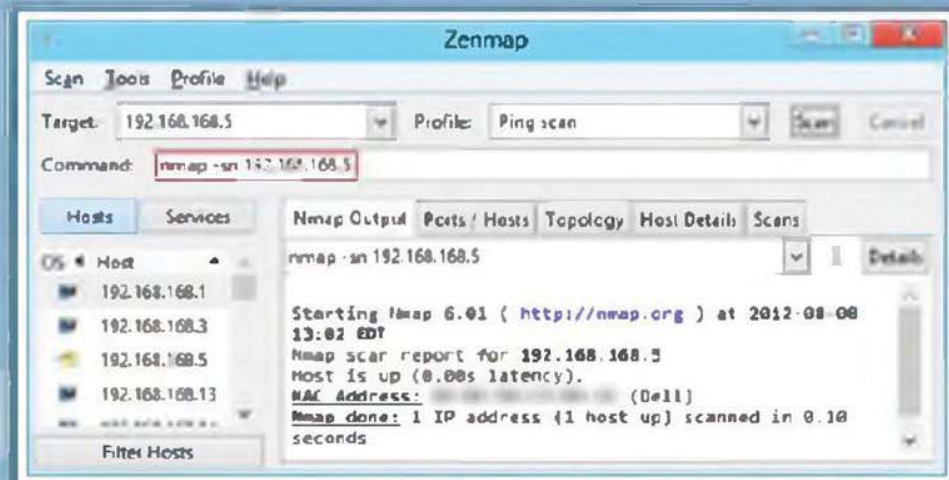 Zenmap
Scan Tools Profile Help
Target: 192.168.168.5 Profile: Ping scan Scan Cancel
Command: nmap -sn 192.168.168.5
Hosts Services Nmap Output Ports / Hosts Topology Host Details Scans
OS Host nmap -sn 192.168.168.5 Details
192.168.168.1
192.168.168.3
192.168.168.5
192.168.168.13
Filter Hosts
Starting Nmap 6.01 ( http://nmap.org ) at 2012-08-08
13:02 EDT
Nmap scan report for 192.168.168.5
Host is up (0.00s latency).
MAC Address: (Dell)
Nmap done: 1 IP address (1 host up) scanned in 0.10
seconds